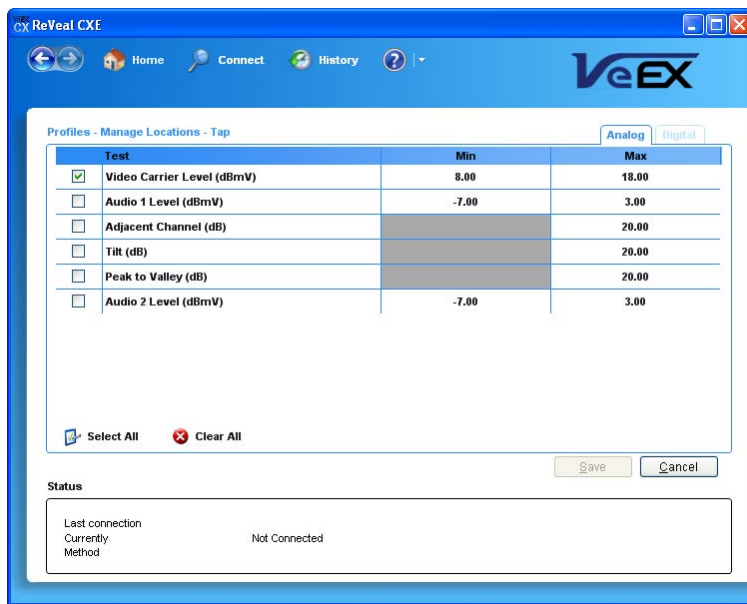 VeEX
CX ReVeal CXE
Home Connect History ?
VeEX
Profiles - Manage Locations - Tap Analog Digital
Test Min Max
Video Carrier Level (dBmV) 8.00 18.00
Audio 1 Level (dBmV) -7.00 3.00
Adjacent Channel (dB) 20.00
Tilt (dB) 20.00
Peak to Valley (dB) 20.00
Audio 2 Level (dBmV) -7.00 3.00
Select All Clear All
Save Cancel
Status
Last connection
Currently Not Connected
Method